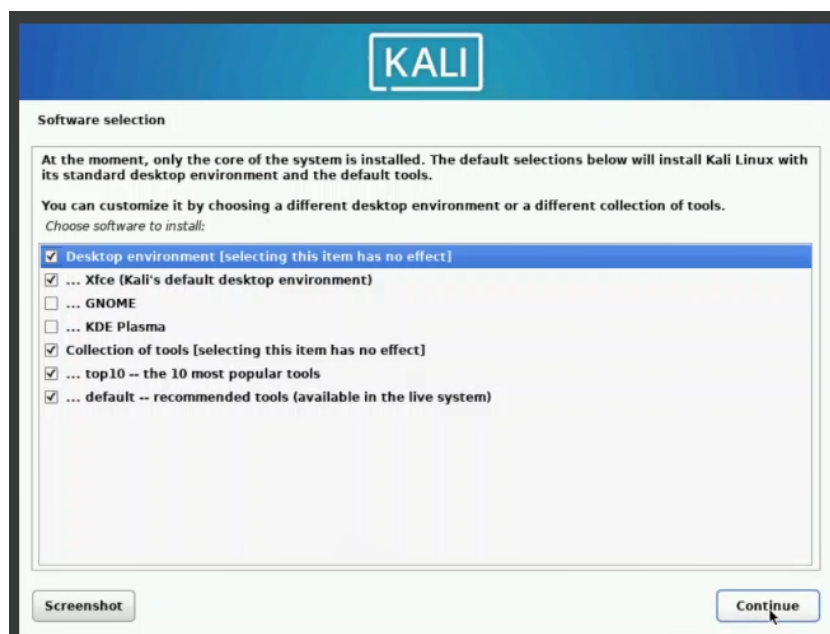 KALI
Software selection
At the moment, only the core of the system is installed. The default selections below will install Kali Linux with
its standard desktop environment and the default tools.
You can customize it by choosing a different desktop environment or a different collection of tools.
Choose software to install:
Desktop environment [selecting this item has no effect]
... Xfce (Kali's default desktop environment)
... GNOME
... KDE Plasma
Collection of tools [selecting this item has no effect]
... top10 -- the 10 most popular tools
... default -- recommended tools (available in the live system)
Screenshot
Continue